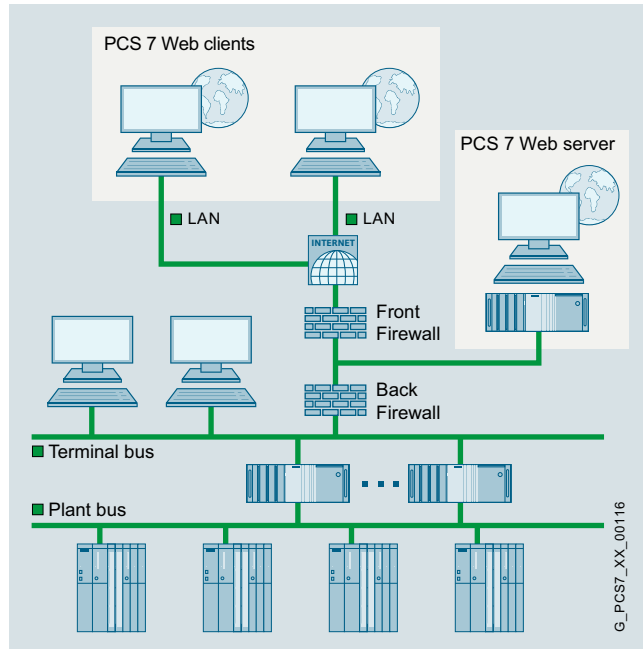 PCS 7 Web clients
PCS 7 Web server
LAN
LAN
INTERNET
Front
Firewall
Back
Firewall
Terminal bus
Plant bus
G_PCS7_XX_00116